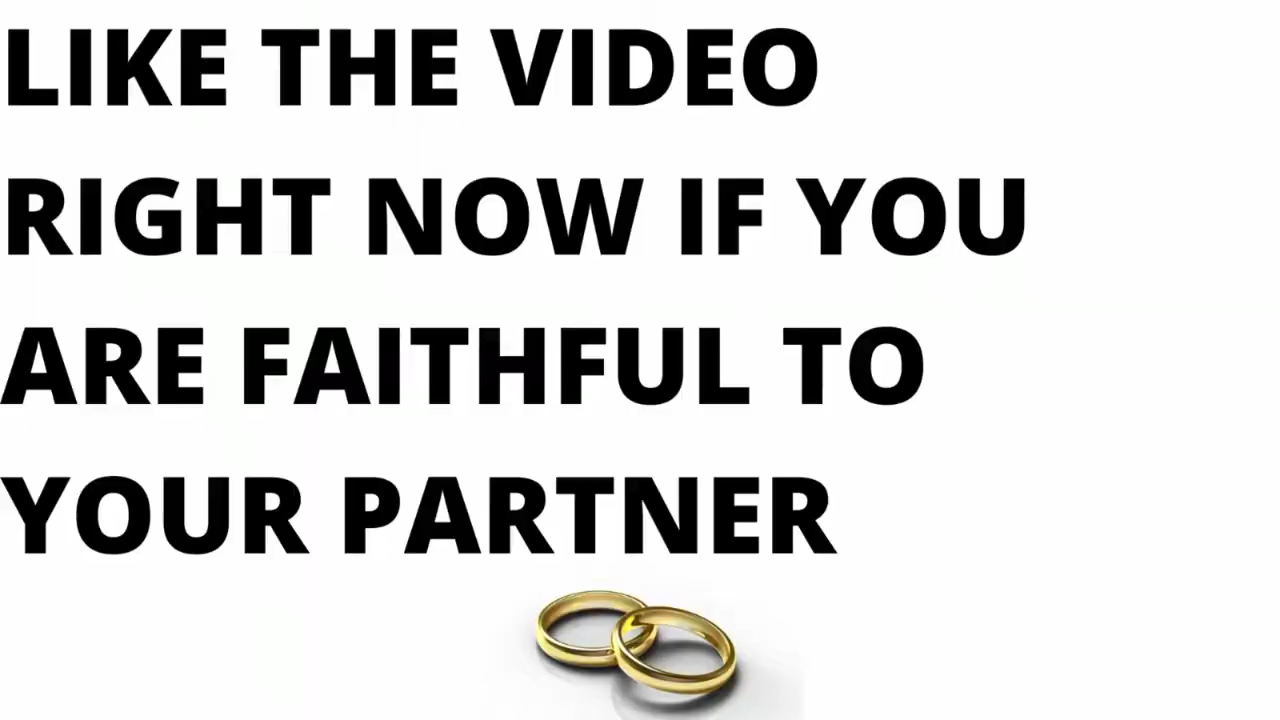 LIKE THE VIDEO
RIGHT NOW IF YOU
ARE FAITHFUL TO
YOUR PARTNER